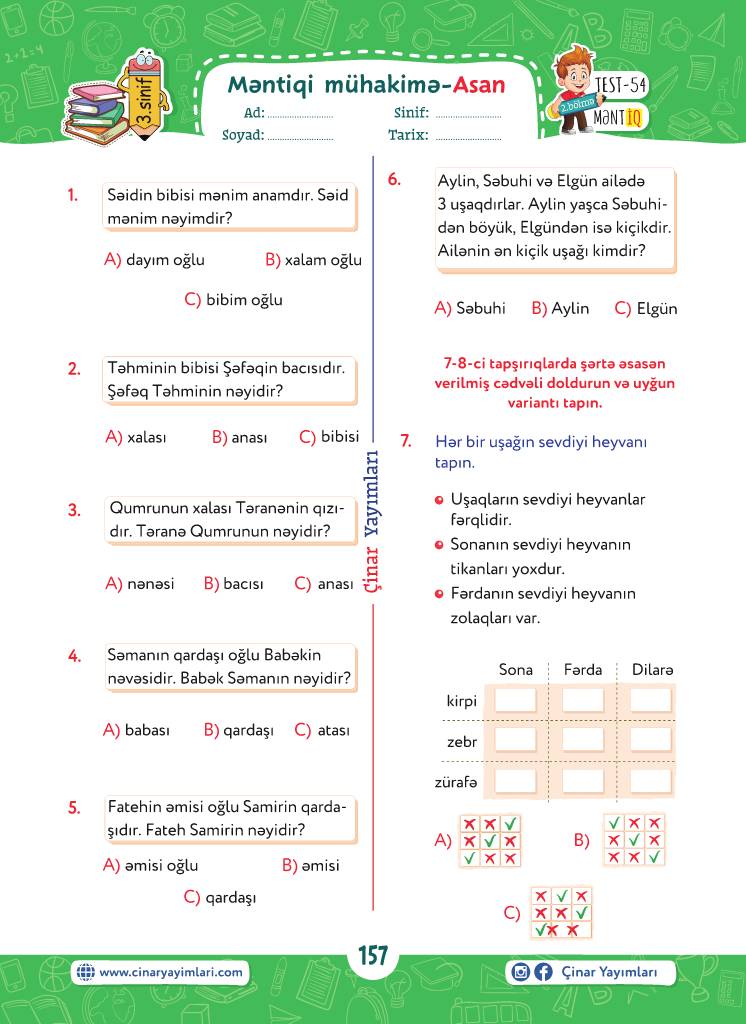 3.sinif
Məntiqi mühakimə-Asan
Ad: ........................ Sinif: ........................
Soyad: ........................ Tarix: ........................
2.bölmə
TEST-54
MƏNTİQ
1. Səidin bibisi mənim anamdır. Səid
mənim nəyimdir?
A) dayım oğlu B) xalam oğlu
C) bibim oğlu
2. Təhminin bibisi Şəfəqin bacısıdır.
Şəfəq Təhminin nəyidir?
A) xalası B) anası C) bibisi
3. Qumrunun xalası Təranənin qızı-
dır. Təranə Qumrunun nəyidir?
A) nənəsi B) bacısı C) anası
4. Səmanın qardaşı oğlu Babəkin
nəvəsidir. Babək Səmanın nəyidir?
A) babası B) qardaşı C) atası
5. Fatehin əmisi oğlu Samirin qarda-
şıdır. Fateh Samirin nəyidir?
A) əmisi oğlu B) əmisi
C) qardaşı
Çinar Yayımları
6. Aylin, Səbuhi və Elgün ailədə
3 uşaqdırlar. Aylin yaşca Səbuhi-
dən böyük, Elgündən isə kiçikdir.
Ailənin ən kiçik uşağı kimdir?
A) Səbuhi B) Aylin C) Elgün
7-8-ci tapşırıqlarda şərtə əsasən
verilmiş cədvəli doldurun və uyğun
variantı tapın.
7. Hər bir uşağın sevdiyi heyvanı
tapın.
Uşaqların sevdiyi heyvanlar
fərqlidir.
Sonanın sevdiyi heyvanın
tikanları yoxdur.
Fərdanın sevdiyi heyvanın
zolaqları var.
Sona Fərda Dilarə
kirpi
zebr
zürafə
A) B)
C)
157
www.cinaryayimlari.com
Çinar Yayımları